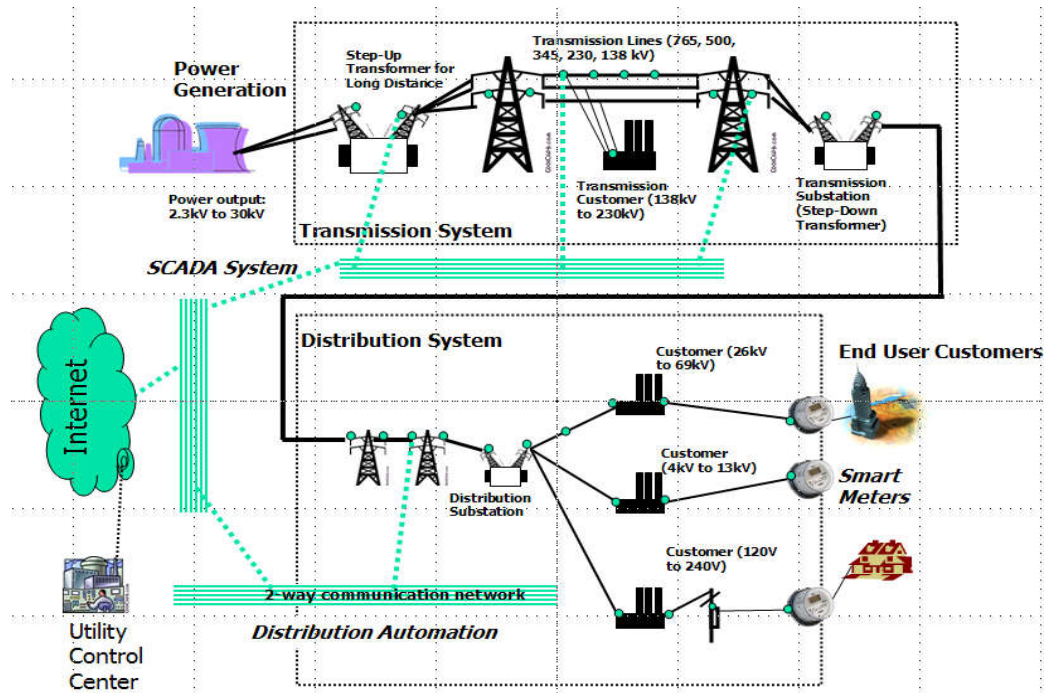 Power
Generation
Power output:
2.3kV to 30kV
Step-Up
Transformer for
Long Distance
Transmission Lines (765, 500,
345, 230, 138 kV)
Transmission
Customer (138kV
to 230kV)
Transmission
Substation
(Step-Down
Transformer)
Transmission System
SCADA System
Internet
Utility
Control
Center
Distribution System
Distribution
Substation
Customer (26kV
to 69kV)
Customer
(4kV to 13kV)
Customer (120V
to 240V)
End User Customers
Smart
Meters
2-way communication network
Distribution Automation